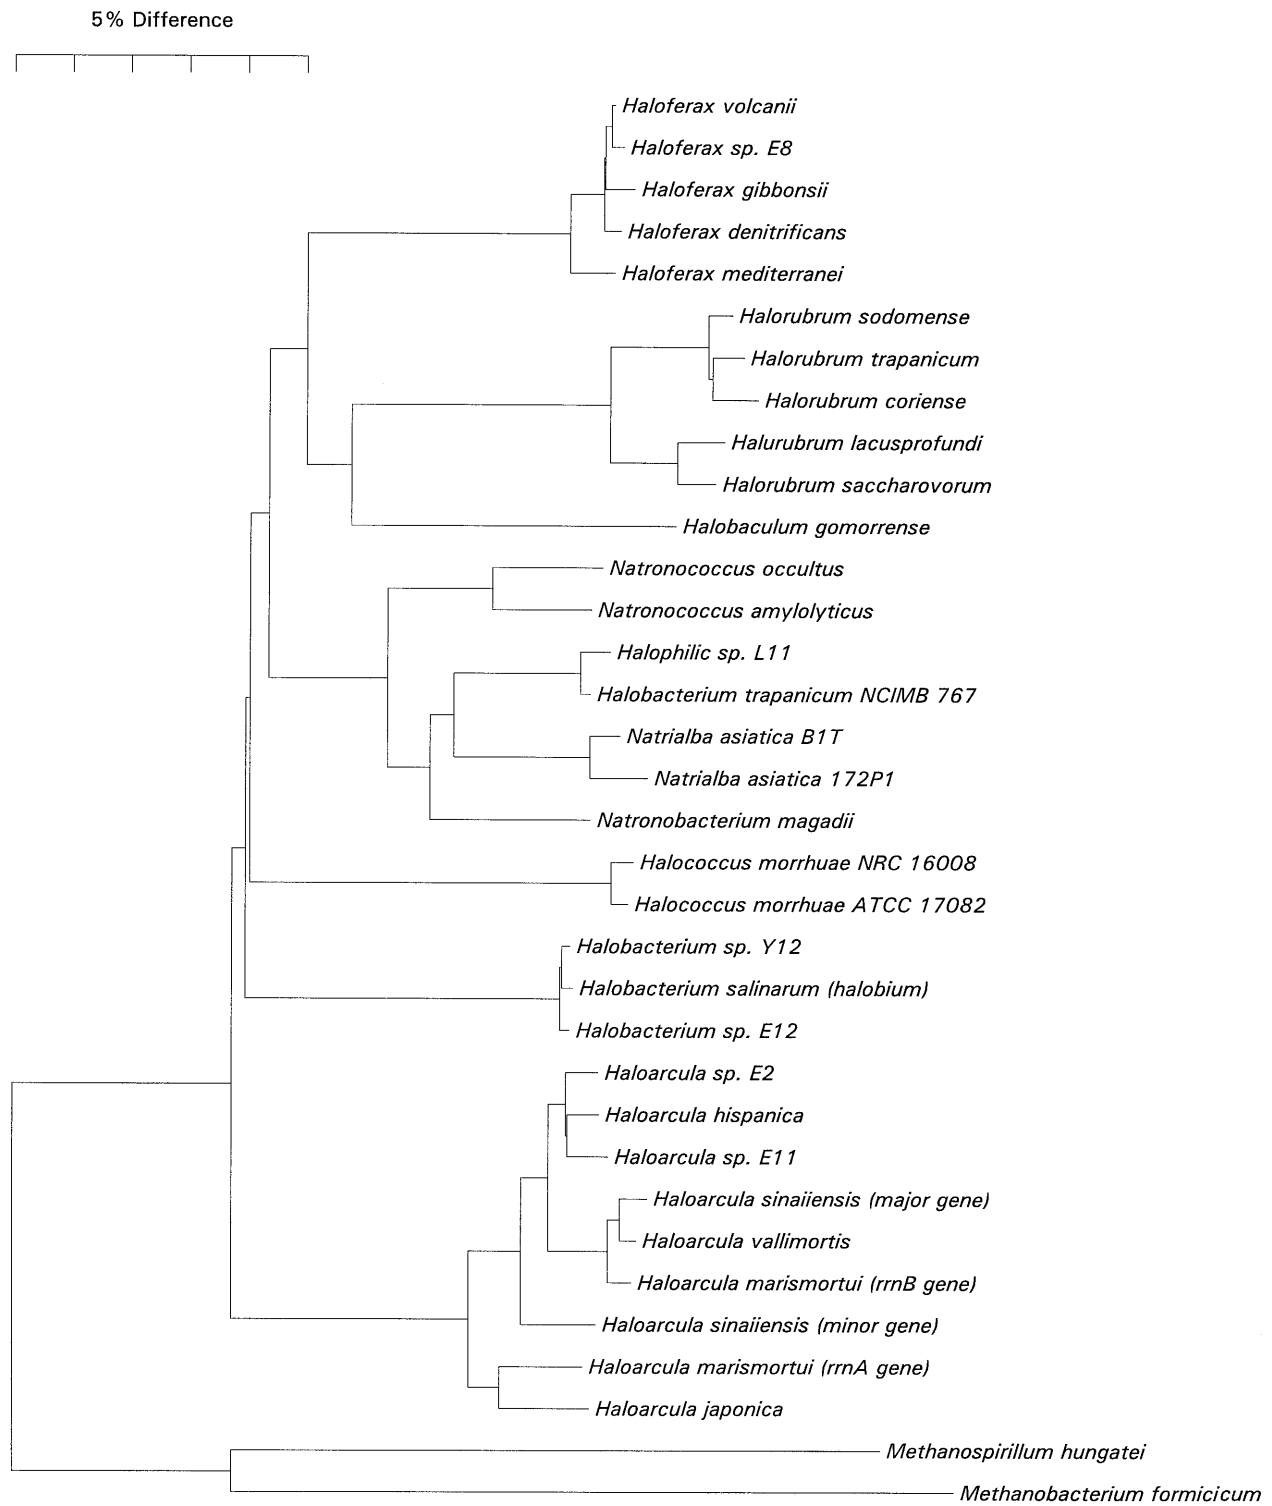 5% Difference
Haloferax volcanii
Haloferax sp. E8
Haloferax gibbonsii
Haloferax denitrificans
Haloferax mediterranei
Halorubrum sodomense
Halorubrum trapanicum
Halorubrum coriense
Halurubrum lacusprofundi
Halorubrum saccharovorum
Halobaculum gomorrense
Natronococcus occultus
Natronococcus amylolyticus
Halophilic sp. L11
Halobacterium trapanicum NCIMB 767
Natrialba asiatica B1T
Natrialba asiatica 172P1
Natronobacterium magadii
Halococcus morrhuae NRC 16008
Halococcus morrhuae ATCC 17082
Halobacterium sp. Y12
Halobacterium salinarum (halobium)
Halobacterium sp. E12
Haloarcula sp. E2
Haloarcula hispanica
Haloarcula sp. E11
Haloarcula sinaiiensis (major gene)
Haloarcula vallimortis
Haloarcula marismortui (rrnB gene)
Haloarcula sinaiiensis (minor gene)
Haloarcula marismortui (rrnA gene)
Haloarcula japonica
Methanospirillum hungatei
Methanobacterium formicicum